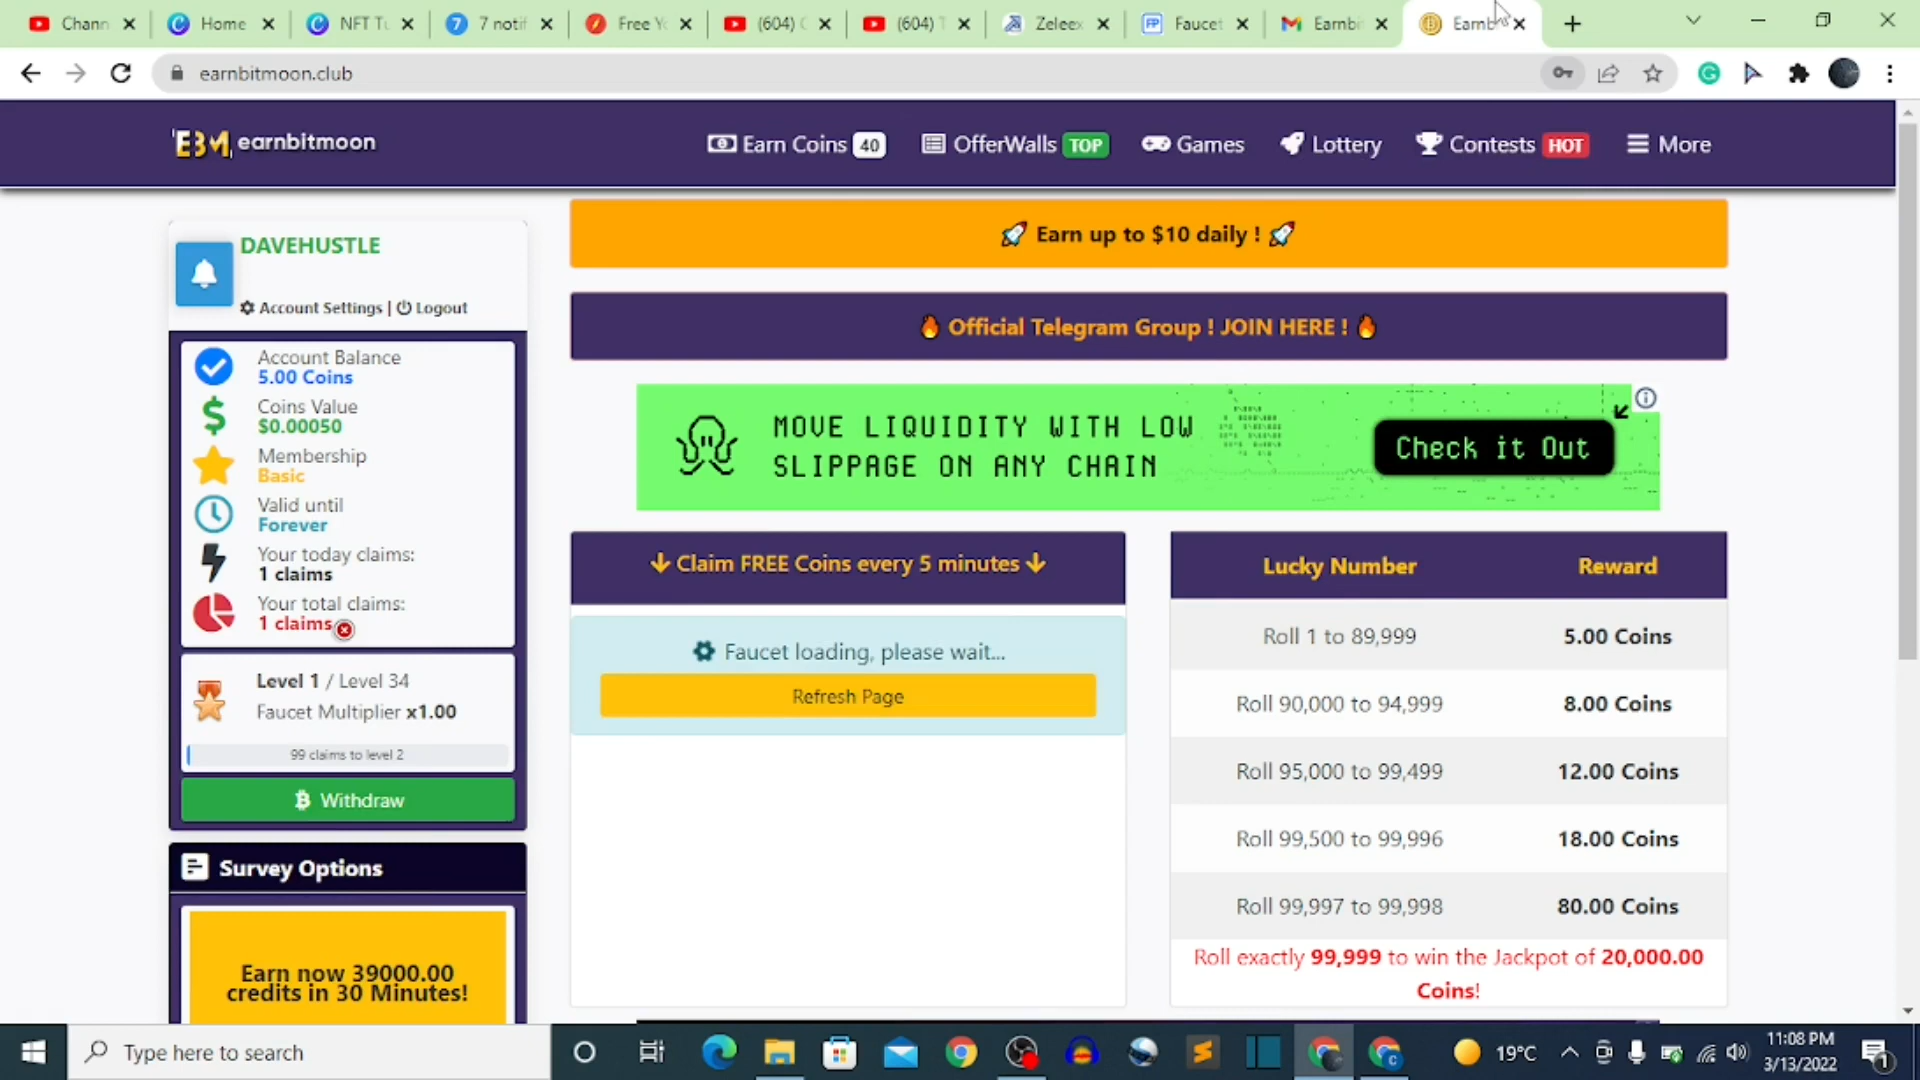 Chann
Home
NFT Tu
7 notif
Free Yo
(604) C
(604) T
Zeleex
Faucet
Earnbi
Earnbi
earnbitmoon.club
EBM earnbitmoon
Earn Coins 40
OfferWalls TOP
Games
Lottery
Contests HOT
More
DAVEHUSTLE
Account Settings | Logout
Account Balance
5.00 Coins
Coins Value
$0.00050
Membership
Basic
Valid until
Forever
Your today claims:
1 claims
Your total claims:
1 claims
Level 1 / Level 34
Faucet Multiplier x1.00
99 claims to level 2
Withdraw
Survey Options
Earn now 39000.00
credits in 30 Minutes!
🚀 Earn up to $10 daily ! 🚀
🔥 Official Telegram Group ! JOIN HERE ! 🔥
MOVE LIQUIDITY WITH LOW
SLIPPAGE ON ANY CHAIN
Check it Out
Claim FREE Coins every 5 minutes
Faucet loading, please wait...
Refresh Page
Lucky Number Reward
Roll 1 to 89,999 5.00 Coins
Roll 90,000 to 94,999 8.00 Coins
Roll 95,000 to 99,499 12.00 Coins
Roll 99,500 to 99,996 18.00 Coins
Roll 99,997 to 99,998 80.00 Coins
Roll exactly 99,999 to win the Jackpot of 20,000.00
Coins!
Type here to search
19°C
11:08 PM
3/13/2022
1